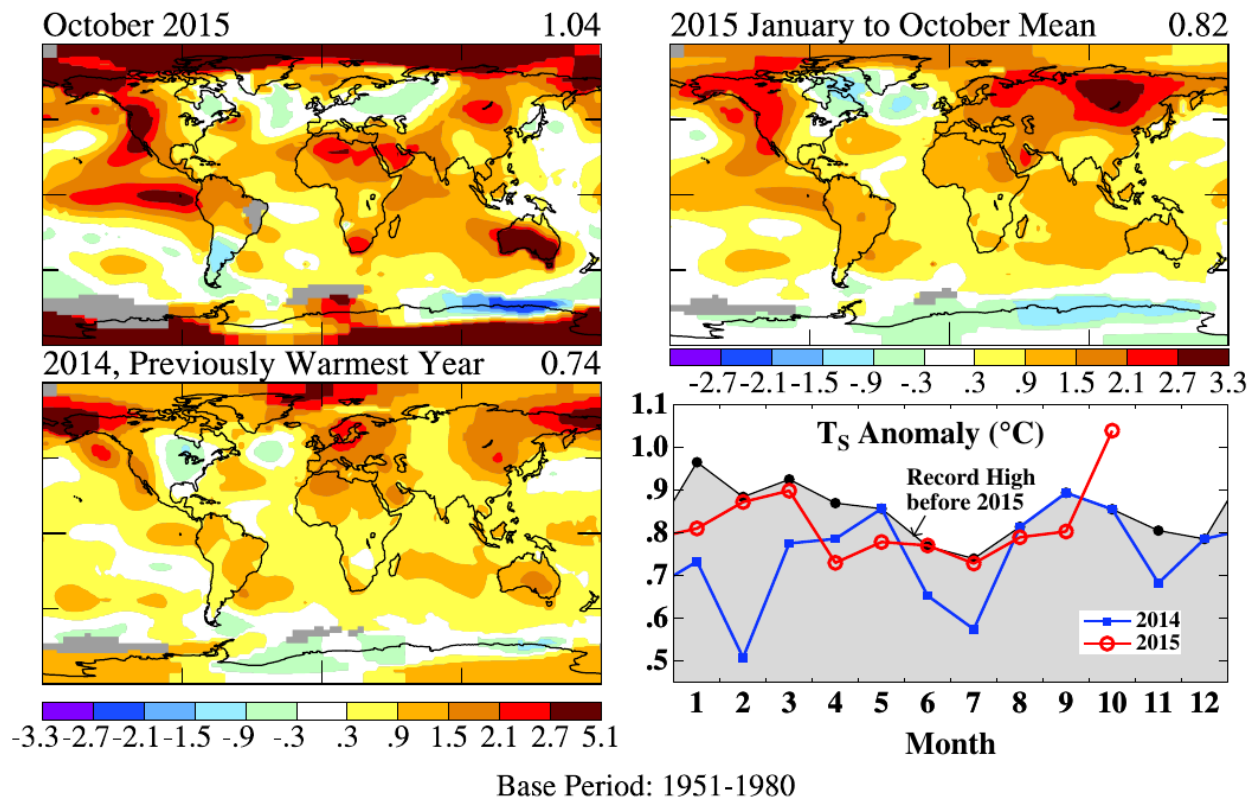 October 2015 1.04
2015 January to October Mean 0.82
2014, Previously Warmest Year 0.74
-2.7 -2.1 -1.5 -.9 -.3 .3 .9 1.5 2.1 2.7 3.3
-3.3 -2.7 -2.1 -1.5 -.9 -.3 .3 .9 1.5 2.1 2.7 5.1
1.1
1.0
.9
.8
.7
.6
.5
Ts Anomaly (°C)
Record High
before 2015
2014
2015
1 2 3 4 5 6 7 8 9 10 11 12
Month
Base Period: 1951-1980